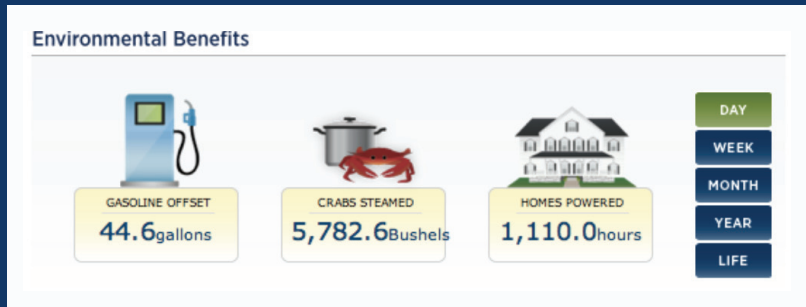 Environmental Benefits
GASOLINE OFFSET
44.6gallons
CRABS STEAMED
5,782.6Bushels
HOMES POWERED
1,110.0hours
DAY
WEEK
MONTH
YEAR
LIFE